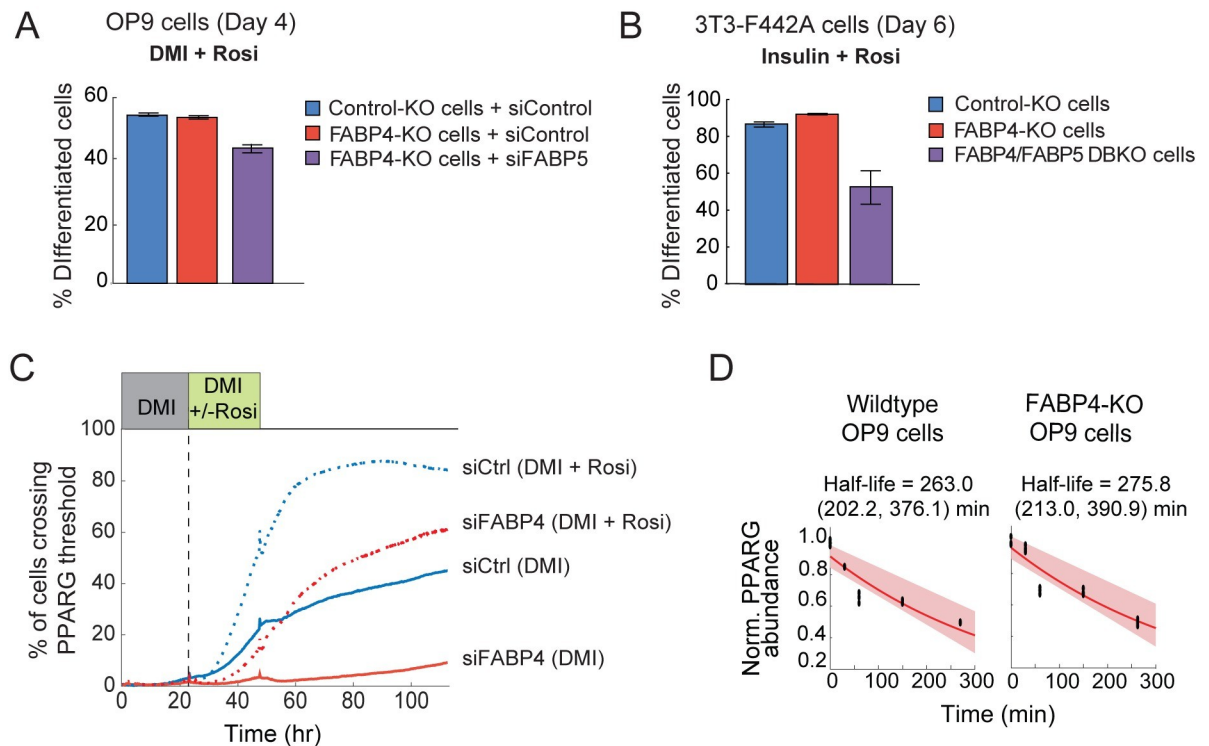 A
OP9 cells (Day 4)
DMI + Rosi
% DIfferentiated cells
60
40
20
0
Control-KO cells + siControl
FABP4-KO cells + siControl
FABP4-KO cells + siFABP5
B
3T3-F442A cells (Day 6)
Insulin + Rosi
% DIfferentiated cells
100
80
60
40
20
0
Control-KO cells
FABP4-KO cells
FABP4/FABP5 DBKO cells
C
DMI
DMI
+/-Rosi
% of cells crossing
PPARG threshold
100
80
60
40
20
0
0 20 40 60 80 100
Time (hr)
siCtrl (DMI + Rosi)
siFABP4 (DMI + Rosi)
siCtrl (DMI)
siFABP4 (DMI)
D
Wildtype
OP9 cells
Half-life = 263.0
(202.2, 376.1) min
FABP4-KO
OP9 cells
Half-life = 275.8
(213.0, 390.9) min
Norm. PPARG
abundance
1.0
0.8
0.6
0.4
0.2
0 100 200 300
0 100 200 300
Time (min)